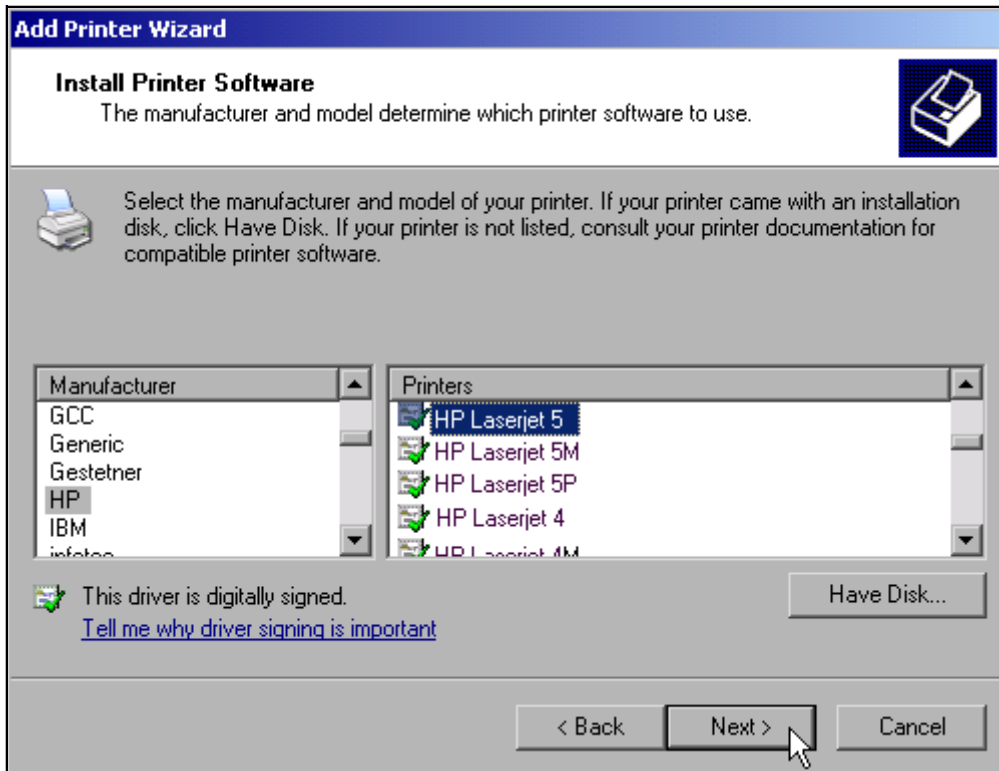 Add Printer Wizard
Install Printer Software
The manufacturer and model determine which printer software to use.
Select the manufacturer and model of your printer. If your printer came with an installation
disk, click Have Disk. If your printer is not listed, consult your printer documentation for
compatible printer software.
Manufacturer
GCC
Generic
Gestetner
HP
IBM
Printers
HP Laserjet 5
HP Laserjet 5M
HP Laserjet 5P
HP Laserjet 4
HP Laserjet 4M
This driver is digitally signed.
Tell me why driver signing is important
Have Disk...
< Back
Next >
Cancel